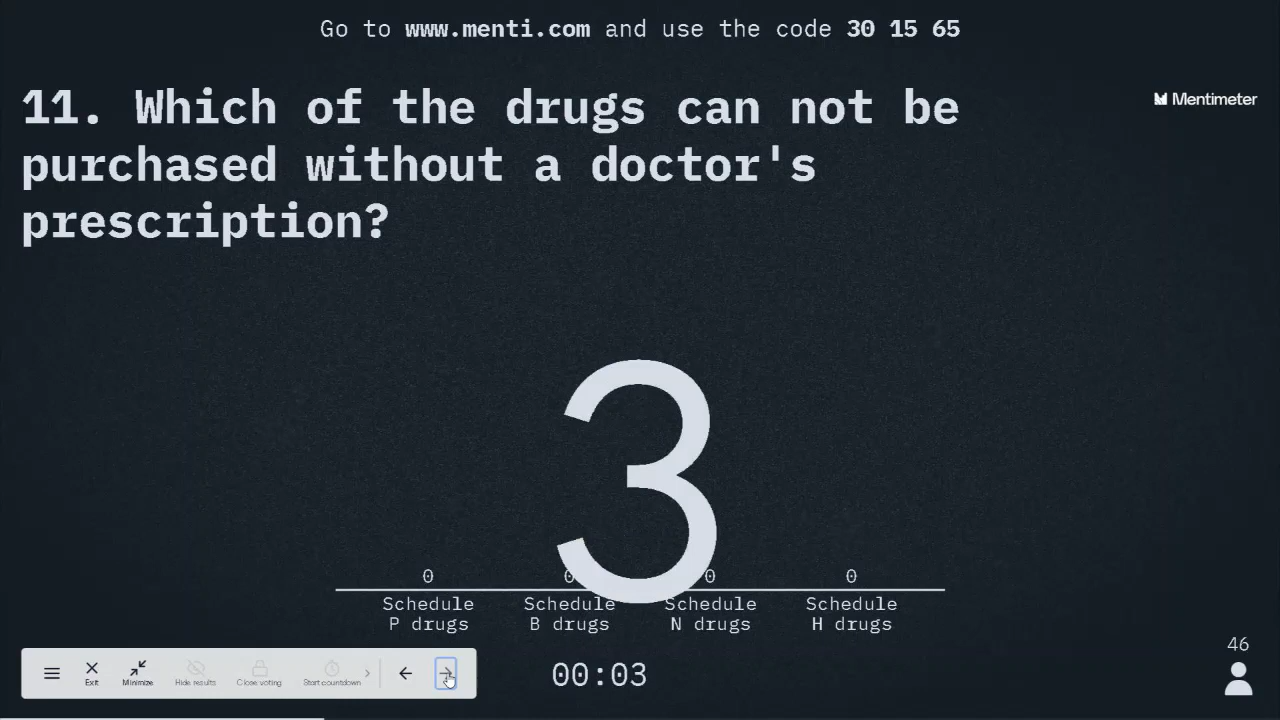 Go to www.menti.com and use the code 30 15 65
11. Which of the drugs can not be
purchased without a doctor's
prescription?
Mentimeter
3
0 0 0 0
Schedule P drugs
Schedule B drugs
Schedule N drugs
Schedule H drugs
46
Exit
Minimize
Hide results
Close voting
Start countdown
00:03